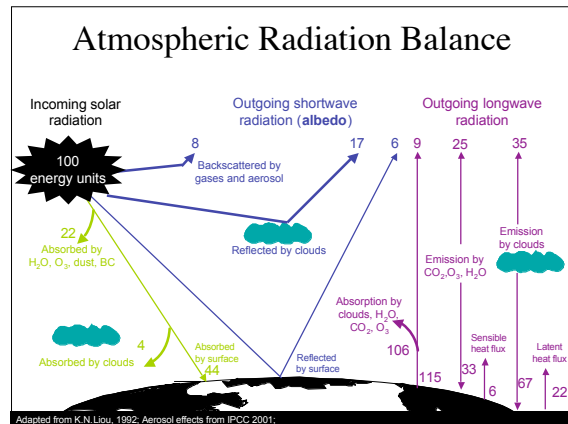 Atmospheric Radiation Balance
Incoming solar
radiation
100
energy units
Outgoing shortwave
radiation (albedo)
Outgoing longwave
radiation
8
17
6
9
25
35
Backscattered by
gases and aerosol
22
Absorbed by
H₂O, O₃, dust, BC
Reflected by clouds
Emission
by clouds
Emission by
CO₂,O₃, H₂O
Absorption by
clouds, H₂O,
CO₂, O₃
106
4
Absorbed by clouds
Absorbed
by surface
44
Reflected
by surface
115
33
Sensible
heat flux
6
67
Latent
heat flux
22
Adapted from K.N.Liou, 1992; Aerosol effects from IPCC 2001;